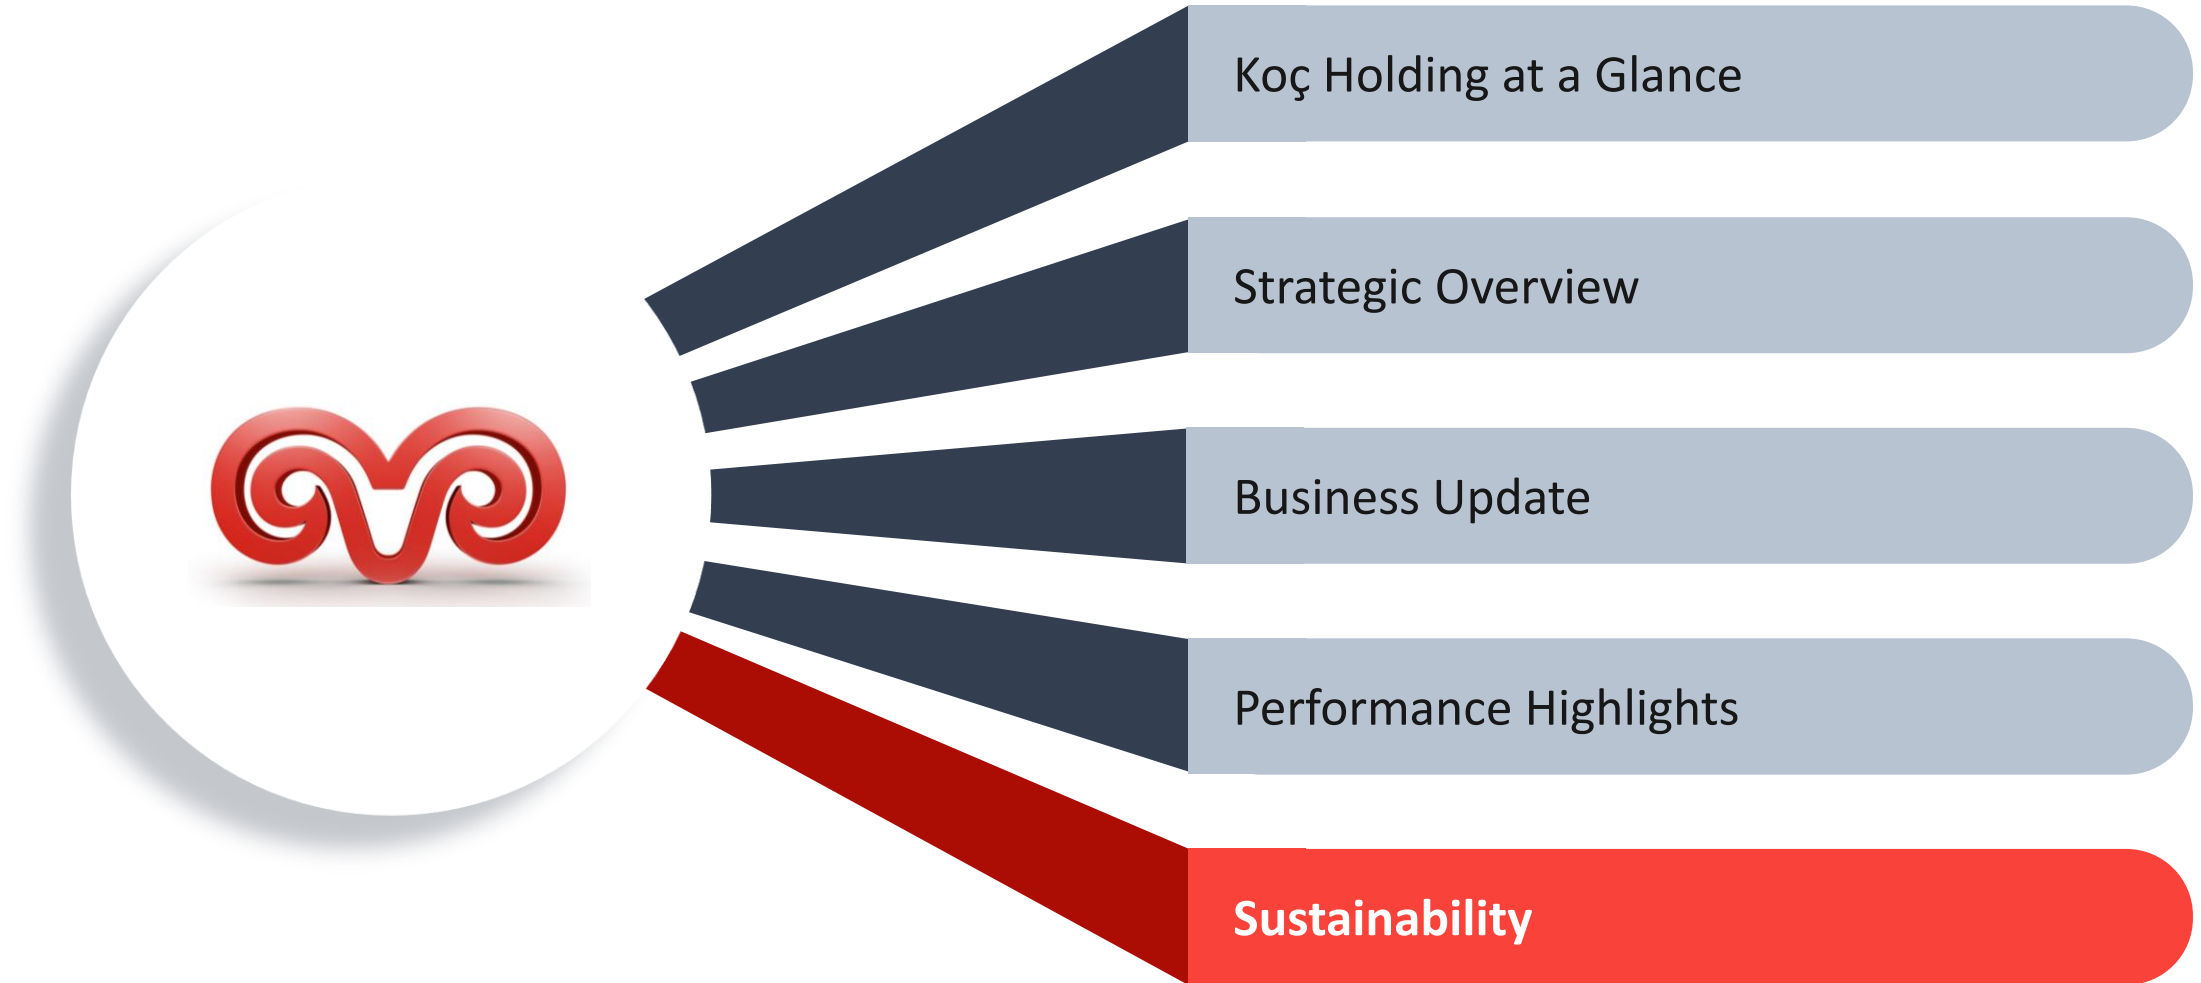 Koç Holding at a Glance
Strategic Overview
Business Update
Performance Highlights
Sustainability